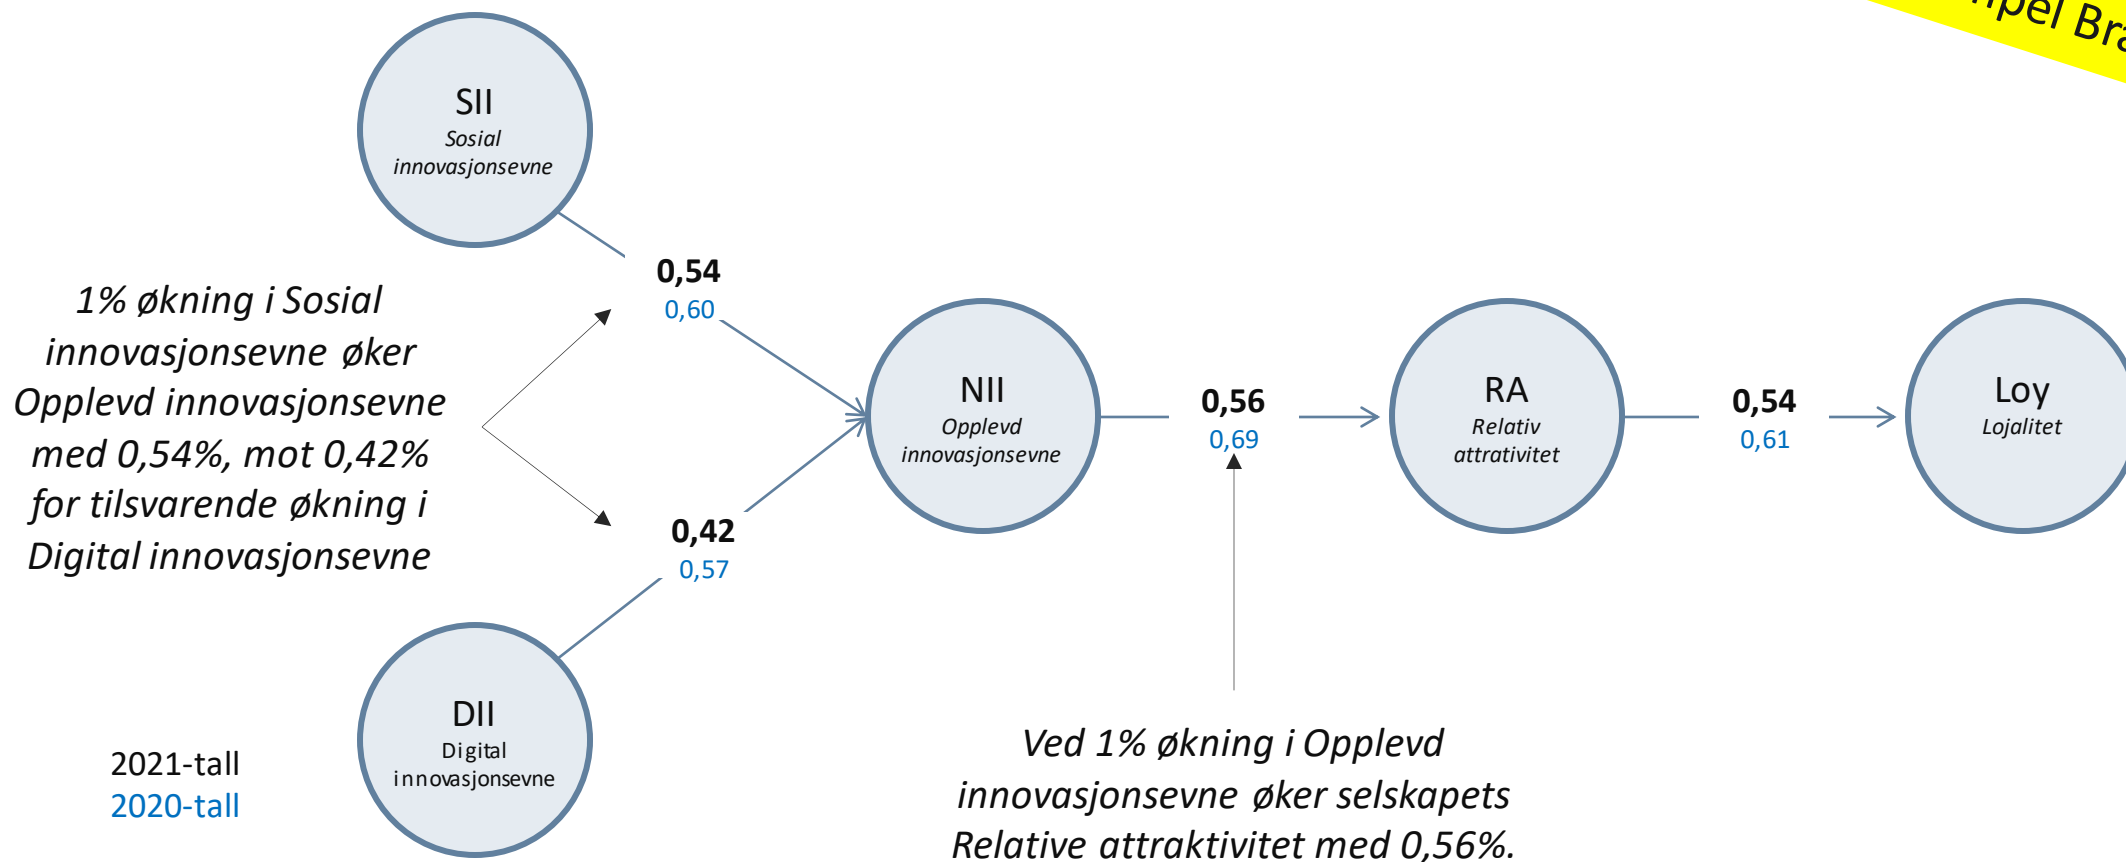 SII
Sosial
innovasjonsevne
0,54
0,60
1% økning i Sosial
innovasjonsevne øker
Opplevd innovasjonsevne
med 0,54%, mot 0,42%
for tilsvarende økning i
Digital innovasjonsevne
NII
Opplevd
innovasjonsevne
0,56
0,69
RA
Relativ
attrativitet
0,54
0,61
Loy
Lojalitet
0,42
0,57
DII
Digital
innovasjonsevne
2021-tall
2020-tall
Ved 1% økning i Opplevd
innovasjonsevne øker selskapets
Relative attraktivitet med 0,56%.